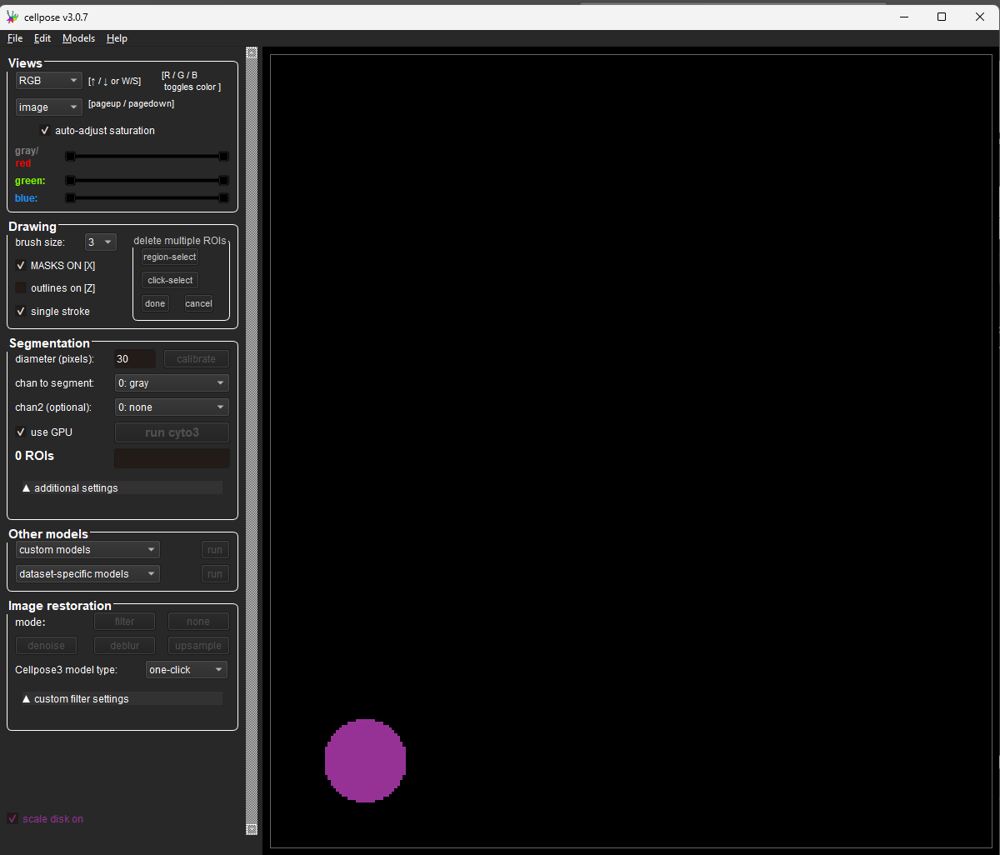 cellpose v3.0.7
File Edit Models Help
Views
RGB [↑ / ↓ or W/S] [R / G / B
toggles color ]
image [pageup / pagedown]
auto-adjust saturation
gray/
red
green:
blue:
Drawing
brush size: 3 delete multiple ROIs
region-select
MASKS ON [X]
click-select
outlines on [Z]
done cancel
single stroke
Segmentation
diameter (pixels): 30 calibrate
chan to segment: 0: gray
chan2 (optional): 0: none
use GPU run cyto3
0 ROIs
▲ additional settings
Other models
custom models run
dataset-specific models run
Image restoration
mode: filter none
denoise deblur upsample
Cellpose3 model type: one-click
▲ custom filter settings
scale disk on